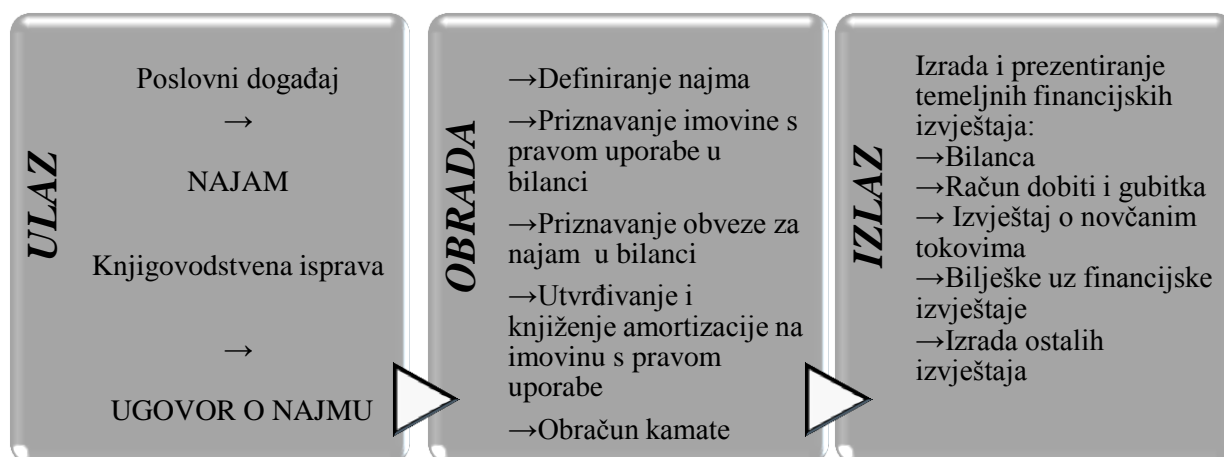 ULAZ
Poslovni događaj
→
NAJAM
Knjigovodstvena isprava
→
UGOVOR O NAJMU
OBRADA
→Definiranje najma
→Priznavanje imovine s
pravom uporabe u
bilanci
→Priznavanje obveze za
najam u bilanci
→Utvrđivanje i
knjiženje amortizacije na
imovinu s pravom
uporabe
→Obračun kamate
IZLAZ
Izrada i prezentiranje
temeljnih financijskih
izvještaja:
→Bilanca
→Račun dobiti i gubitka
→ Izvještaj o novčanim
tokovima
→Bilješke uz financijske
izvještaje
→Izrada ostalih
izvještaja